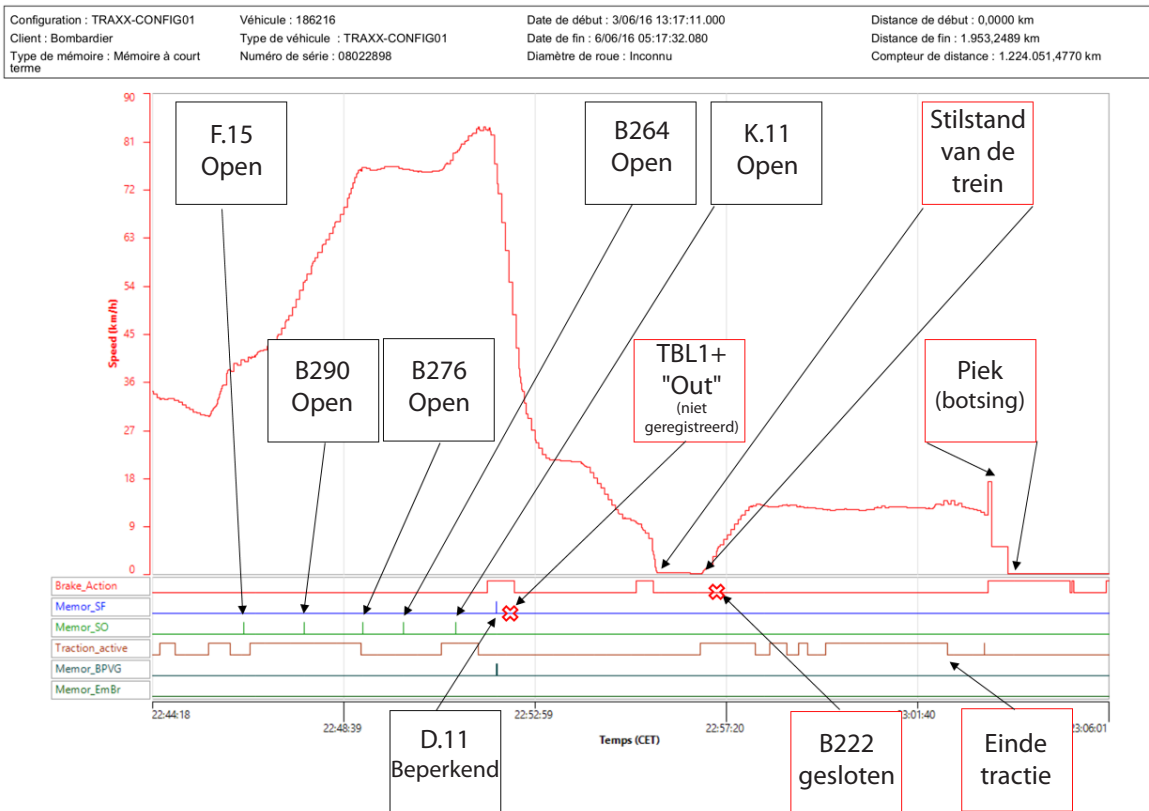 Configuration : TRAXX-CONFIG01
Client : Bombardier
Type de mémoire : Mémoire à court
terme
Véhicule : 186216
Type de véhicule : TRAXX-CONFIG01
Numéro de série : 08022898
Date de début : 3/06/16 13:17:11.000
Date de fin : 6/06/16 05:17:32.080
Diamètre de roue : Inconnu
Distance de début : 0,0000 km
Distance de fin : 1.953,2489 km
Compteur de distance : 1.224.051,4770 km
90
81
72
63
54
45
36
27
18
9
0
Speed (km/h)
F.15
Open
B264
Open
K.11
Open
Stilstand
van de
trein
B290
Open
B276
Open
TBL1+
"Out"
(niet
geregistreerd)
Piek
(botsing)
Brake_Action
Memor_SF
Memor_SO
Traction_active
Memor_BPVG
Memor_EmBr
22:44:18
22:48:39
22:52:59
22:57:20
23:01:40
23:06:01
Temps (CET)
D.11
Beperkend
B222
gesloten
Einde
tractie